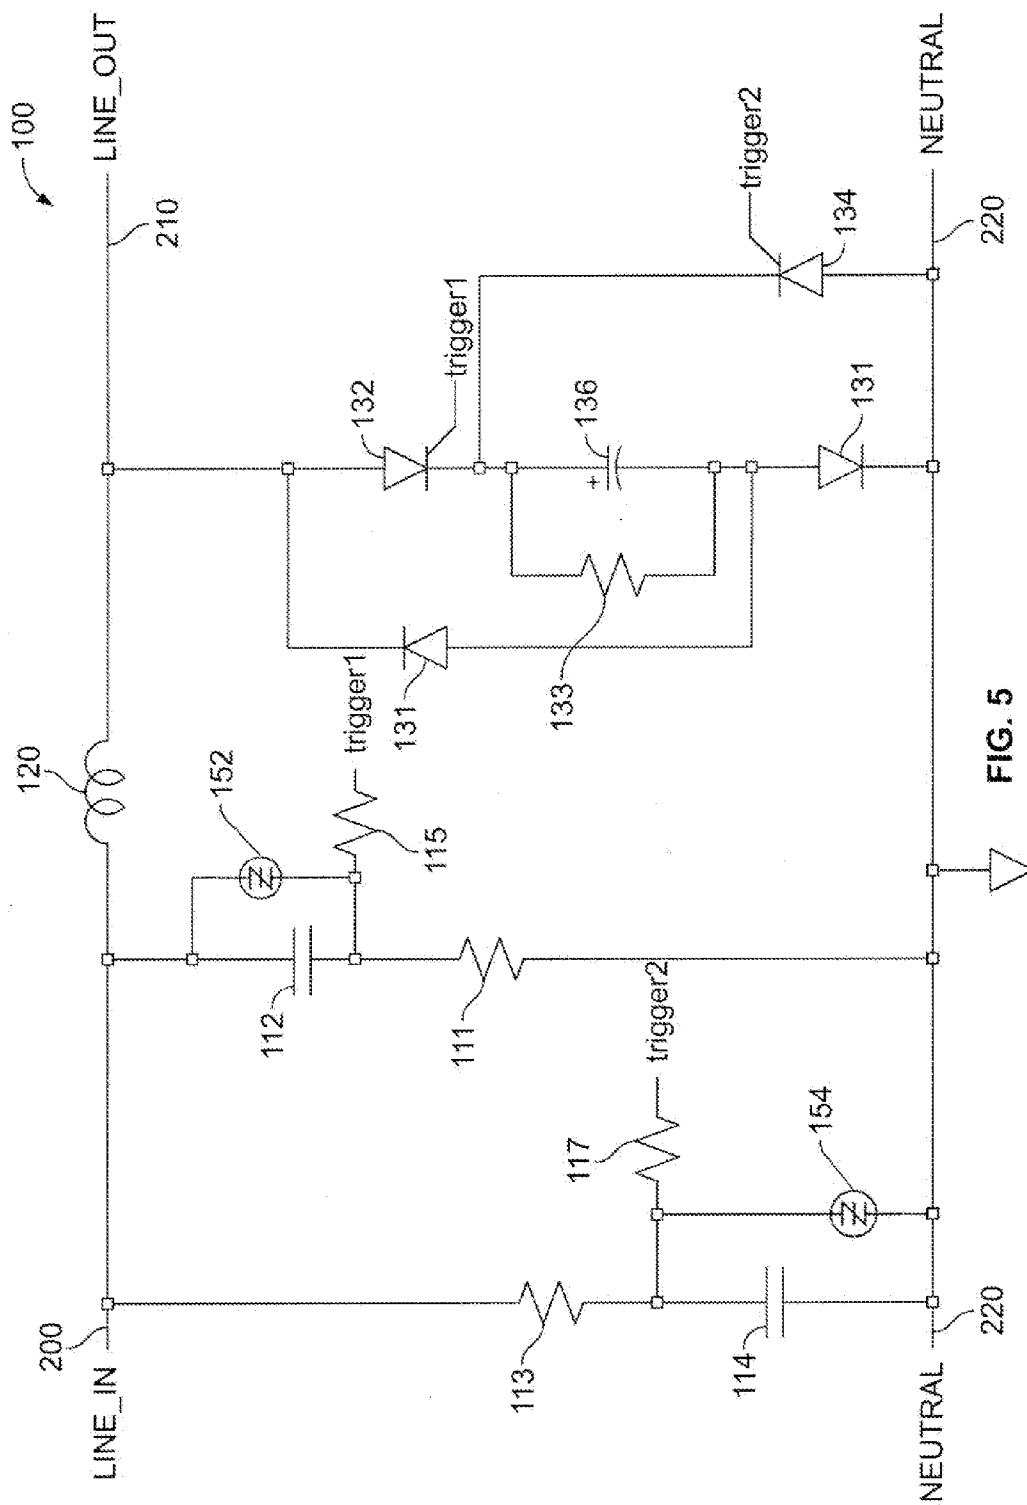 100
LINE_IN
200
120
210
LINE_OUT
112
152
trigger1
115
111
113
117
trigger2
114
154
131
132
trigger1
133
+
136
131
trigger2
134
NEUTRAL
220
220
NEUTRAL
FIG. 5